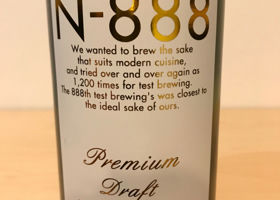 N-888
We wanted to brew the sake
that suits modern cuisine,
and tried over and over again as
1,200 times for test brewing.
The 888th test brewing's was closest to
the ideal sake of ours.
Premium
Draft